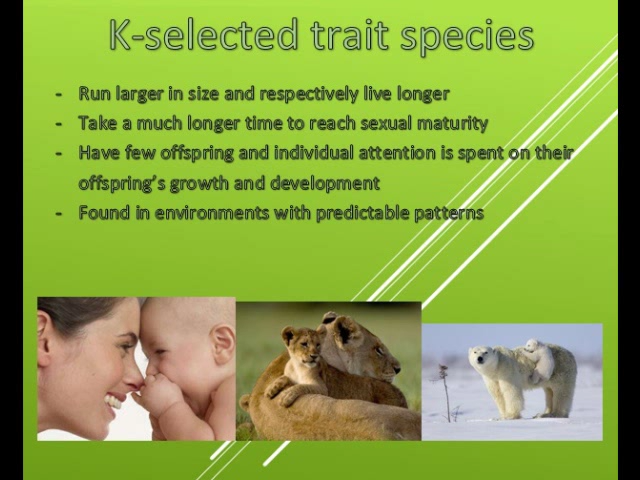 K-selected trait species
- Run larger in size and respectively live longer
- Take a much longer time to reach sexual maturity
- Have few offspring and individual attention is spent on their
offspring’s growth and development
- Found in environments with predictable patterns